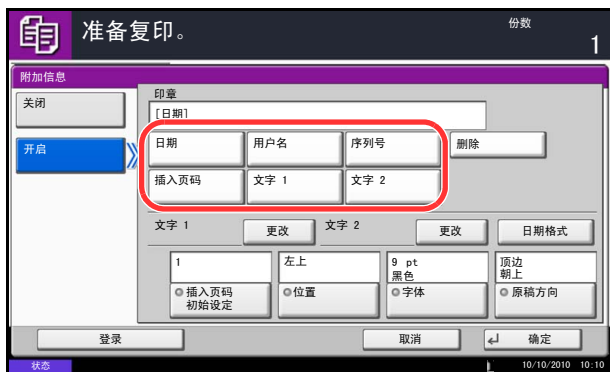 准备复印。
份数
1
附加信息
关闭
开启
印章
[日期]
日期 用户名 序列号 删除
插入页码 文字 1 文字 2
文字 1 更改 文字 2 更改 日期格式
1 左上 9 pt 顶边
黑色 朝上
插入页码 位置 字体 原稿方向
初始设定
登录 取消 确定
状态 10/10/2010 10:10